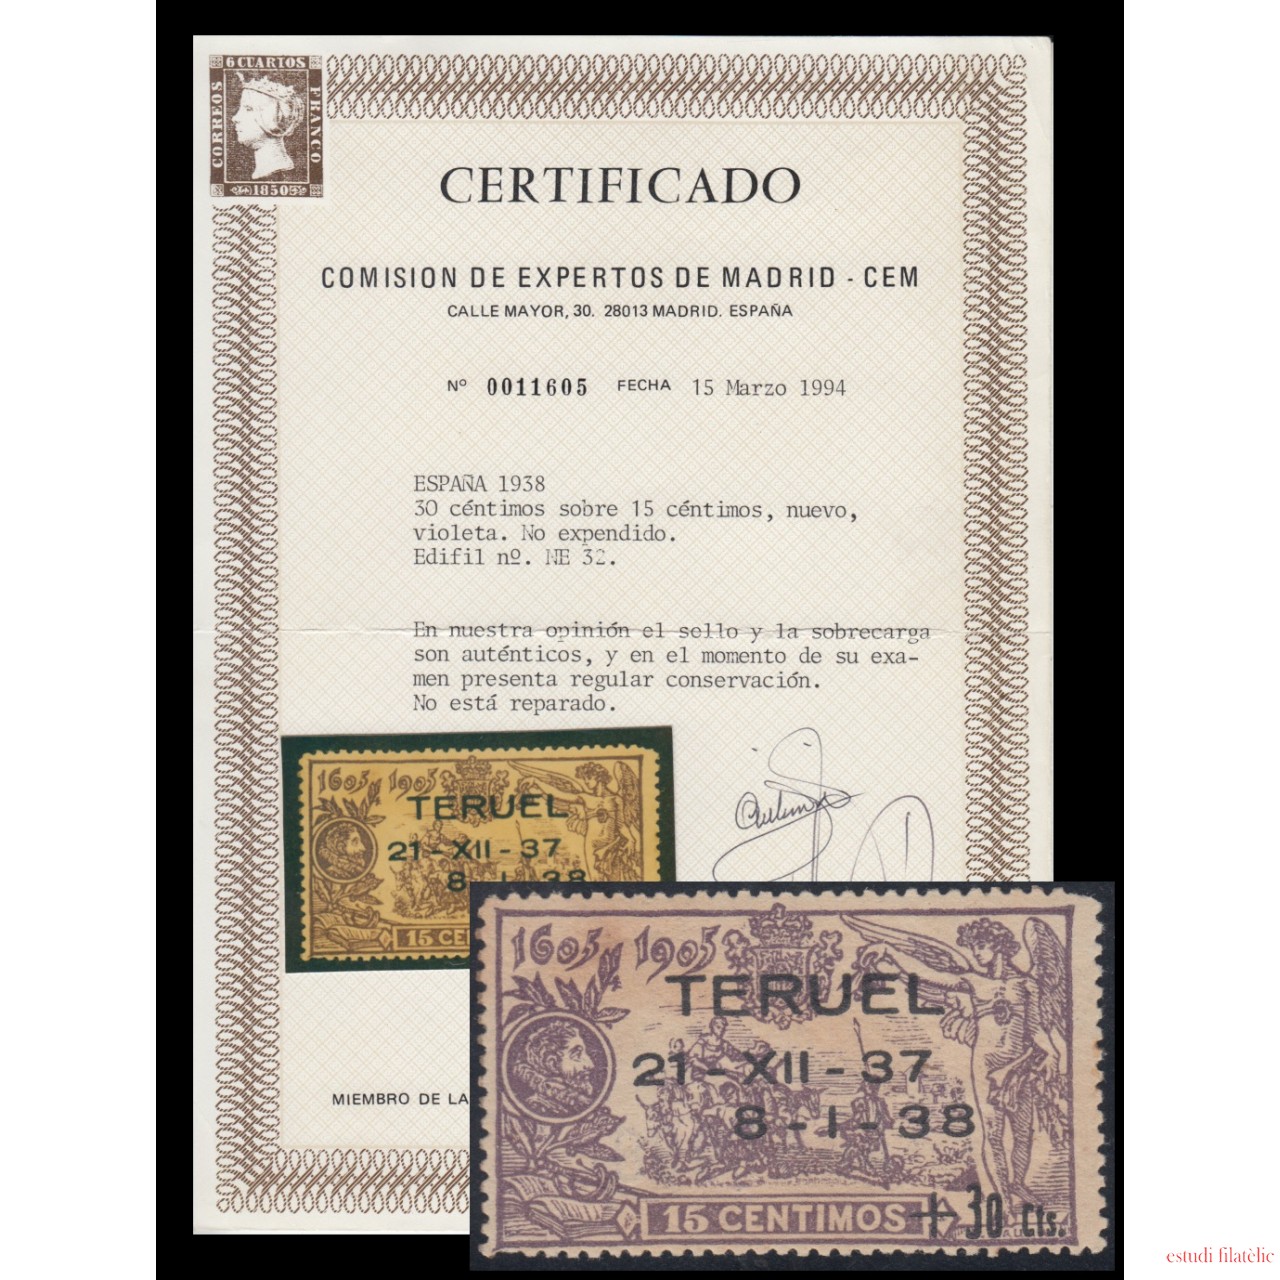 6 CUARTOS
CORREOS
FRANCO
1850
CERTIFICADO
COMISION DE EXPERTOS DE MADRID - CEM
CALLE MAYOR, 30. 28013 MADRID. ESPAÑA
Nº 0011605 FECHA 15 Marzo 1994
ESPAÑA 1938
30 céntimos sobre 15 céntimos, nuevo,
violeta. No expendido.
Edifil nº. NE 32.
En nuestra opinión el sello y la sobrecarga
son auténticos, y en el momento de su exa-
men presenta regular conservación.
No está reparado.
1605 y 1905
TERUEL
21 - XII - 37
8 - 1 - 38
15 CE
MIEMBRO DE LA
1605 y 1905
TERUEL
21 - XII - 37
8 - 1 - 38
15 CENTIMOS + 30 Cts.
estudi filatèlic